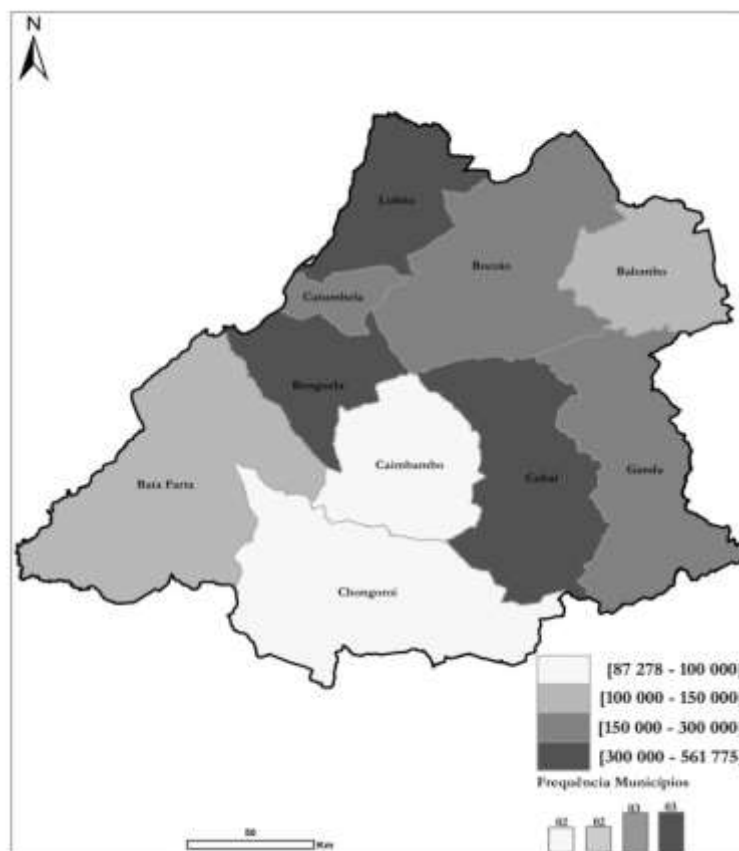 N
Lobito
Bocoio
Balombo
Catumbela
Benguela
Caimbambo
Cubal
Ganda
Baía Farta
Chongoroi
[87 278 - 100 000[
[100 000 - 150 000[
[150 000 - 300 000[
[300 000 - 561 775]
Frequência Municípios
02 02 03 03
50
Km